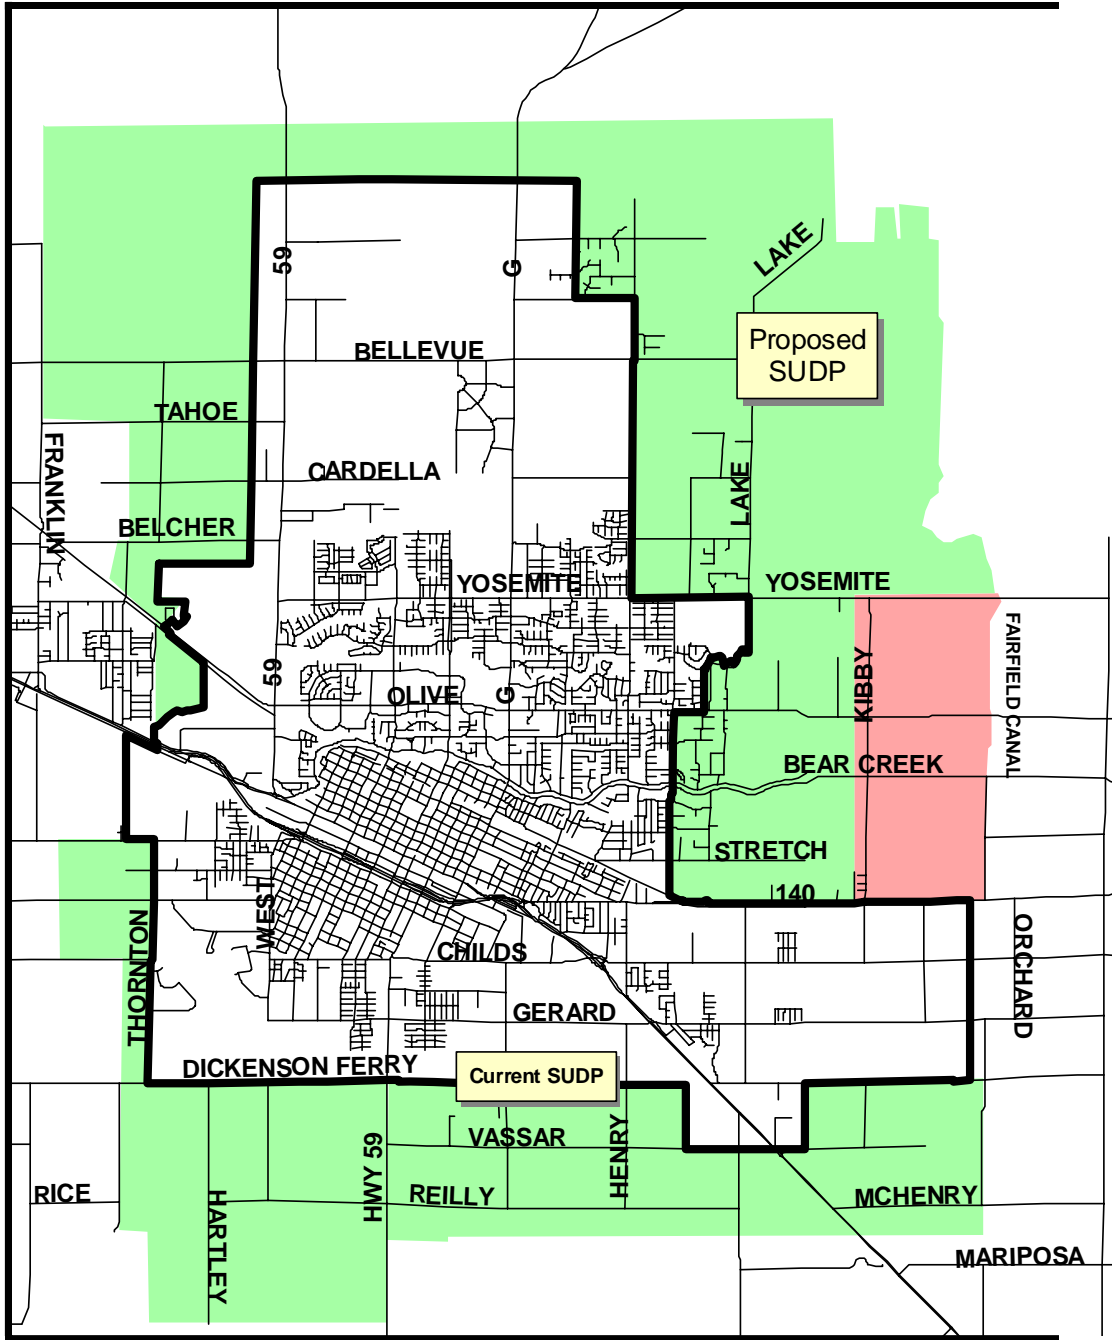 LAKE
59
G
Proposed
SUDP
BELLEVUE
TAHOE
FRANKLIN
CARDELLA
LAKE
BELCHER
YOSEMITE
YOSEMITE
FAIRFIELD CANAL
59
OLIVE
G
KIBBY
BEAR CREEK
STRETCH
140
WEST
THORNTON
CHILDS
ORCHARD
GERARD
DICKENSON FERRY
Current SUDP
VASSAR
HENRY
HWY 59
RICE
HARTLEY
REILLY
MCHENRY
MARIPOSA